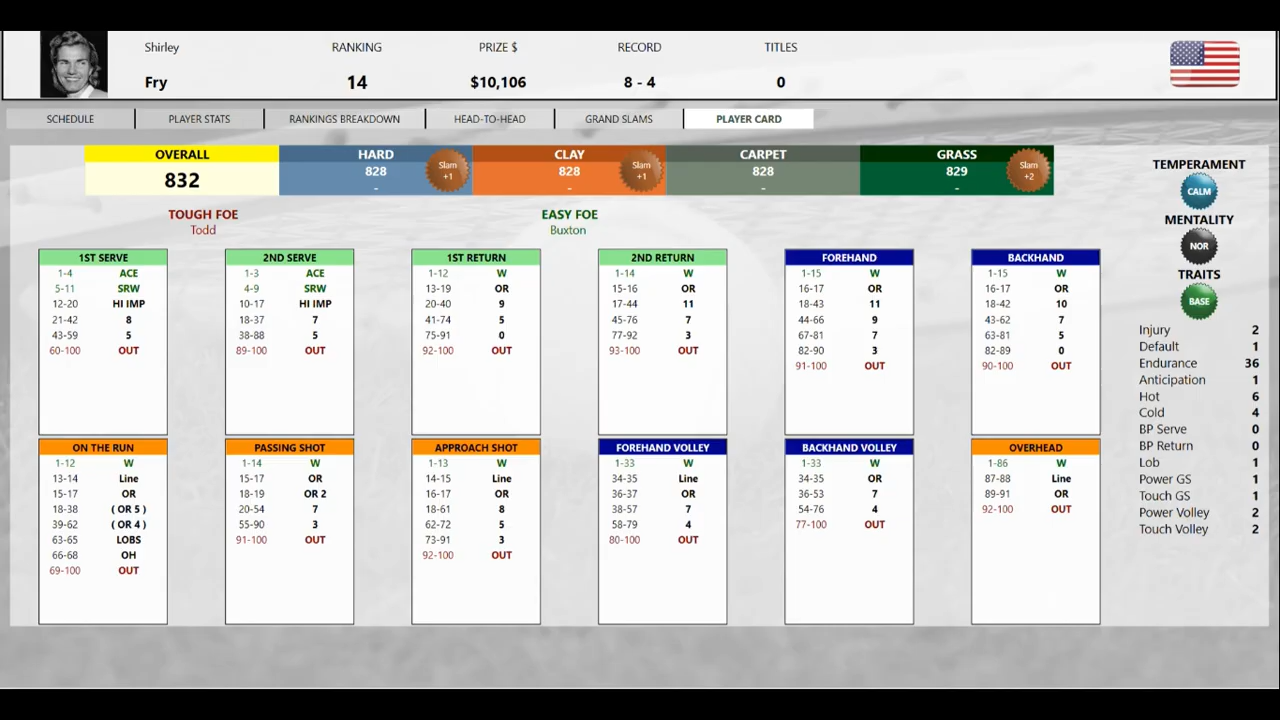 Shirley RANKING PRIZE $ RECORD TITLES
Fry 14 $10,106 8 - 4 0
SCHEDULE PLAYER STATS RANKINGS BREAKDOWN HEAD-TO-HEAD GRAND SLAMS PLAYER CARD
OVERALL HARD CLAY CARPET GRASS
832 828 828 828 829
- - - -
Slam +1 Slam +1 Slam +2
TOUGH FOE EASY FOE
Todd Buxton
1ST SERVE
1-4 ACE
5-11 SRW
12-20 HI IMP
21-42 8
43-59 5
60-100 OUT
2ND SERVE
1-3 ACE
4-9 SRW
10-17 HI IMP
18-37 7
38-88 5
89-100 OUT
1ST RETURN
1-12 W
13-19 OR
20-40 9
41-74 5
75-91 0
92-100 OUT
2ND RETURN
1-14 W
15-16 OR
17-44 11
45-76 7
77-92 3
93-100 OUT
FOREHAND
1-15 W
16-17 OR
18-43 11
44-66 9
67-81 7
82-90 3
91-100 OUT
BACKHAND
1-15 W
16-17 OR
18-42 10
43-62 7
63-81 5
82-89 0
90-100 OUT
ON THE RUN
1-12 W
13-14 Line
15-17 OR
18-38 ( OR 5 )
39-62 ( OR 4 )
63-65 LOBS
66-68 OH
69-100 OUT
PASSING SHOT
1-14 W
15-17 OR
18-19 OR 2
20-54 7
55-90 3
91-100 OUT
APPROACH SHOT
1-13 W
14-15 Line
16-17 OR
18-61 8
62-72 5
73-91 3
92-100 OUT
FOREHAND VOLLEY
1-33 W
34-35 Line
36-37 OR
38-57 7
58-79 4
80-100 OUT
BACKHAND VOLLEY
1-33 W
34-35 OR
36-53 7
54-76 4
77-100 OUT
OVERHEAD
1-86 W
87-88 Line
89-91 OR
92-100 OUT
TEMPERAMENT
CALM
MENTALITY
NOR
TRAITS
BASE
Injury 2
Default 1
Endurance 36
Anticipation 1
Hot 6
Cold 4
BP Serve 0
BP Return 0
Lob 1
Power GS 1
Touch GS 1
Power Volley 2
Touch Volley 2